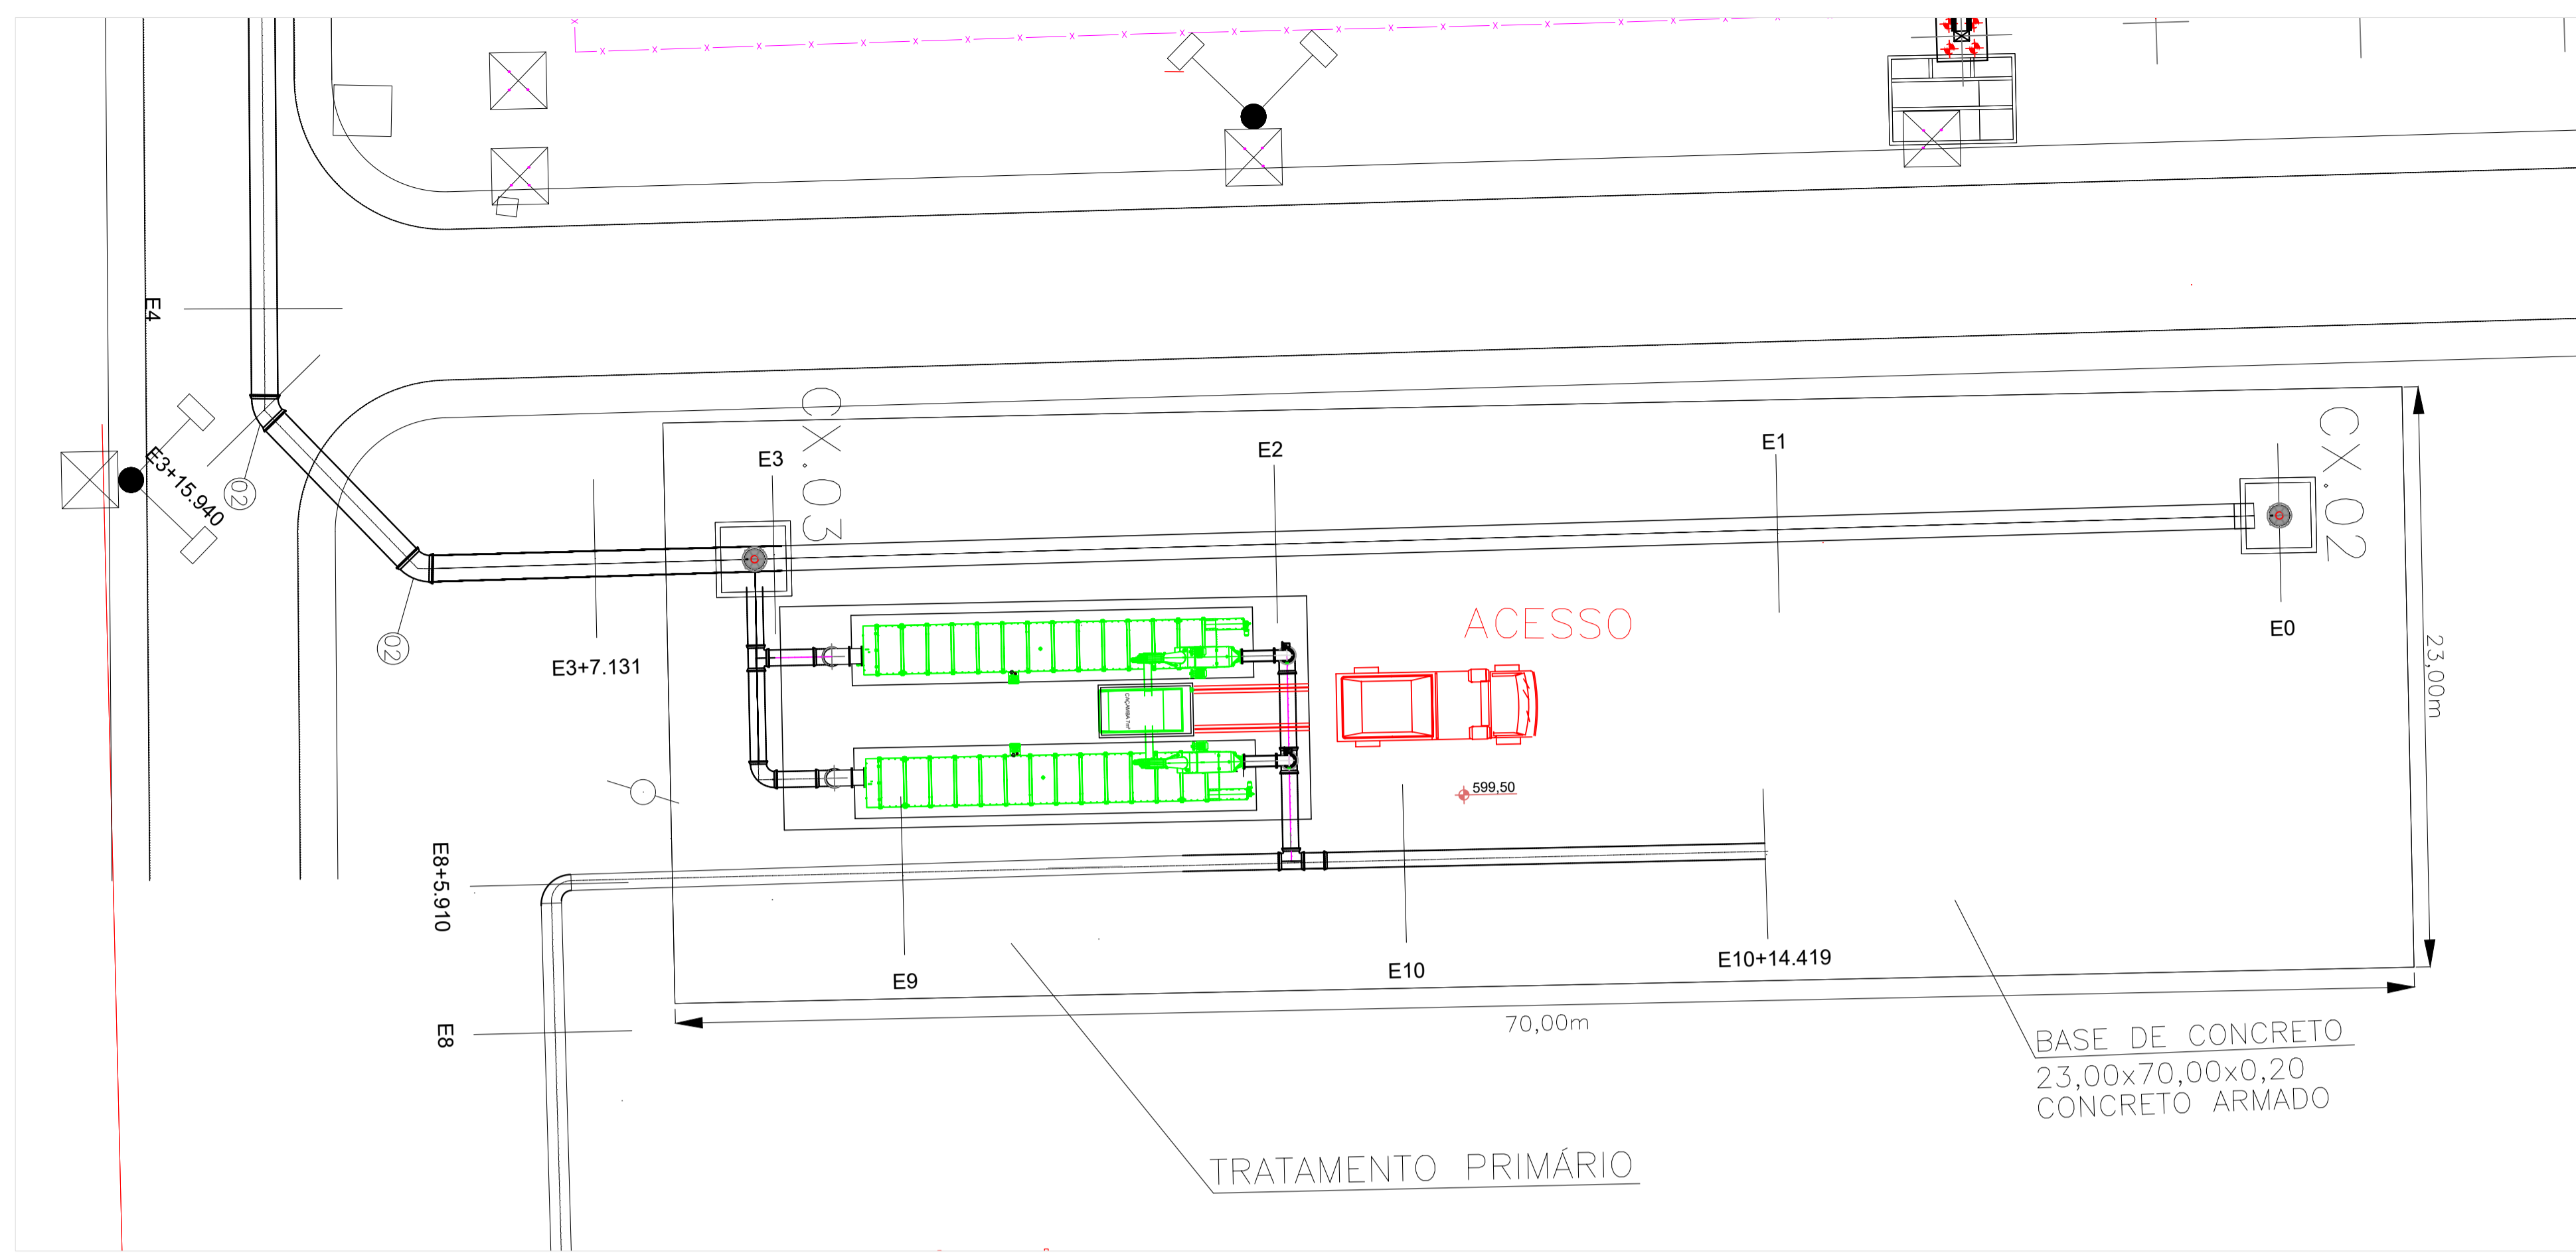 E4
E3+15.940
02
02
CX.03
E3
E2
E1
CX.02
E0
E3+7.131
ACESSO
CAÇAMBA 7m³
599,50
23,00m
E8+5.910
E9
E10
E10+14.419
E8
70,00m
BASE DE CONCRETO
23,00x70,00x0,20
CONCRETO ARMADO
TRATAMENTO PRIMÁRIO